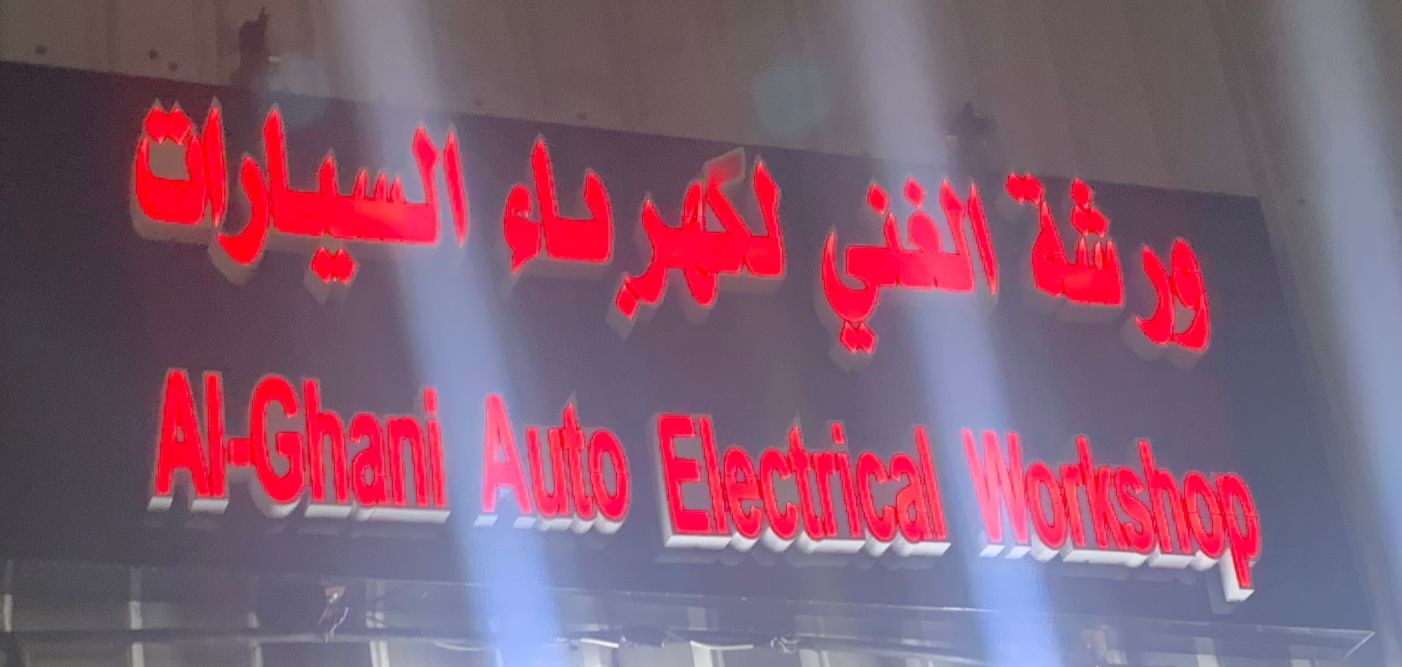 ورشة الغني لكهرباء السيارات
Al-Ghani Auto Electrical Workshop